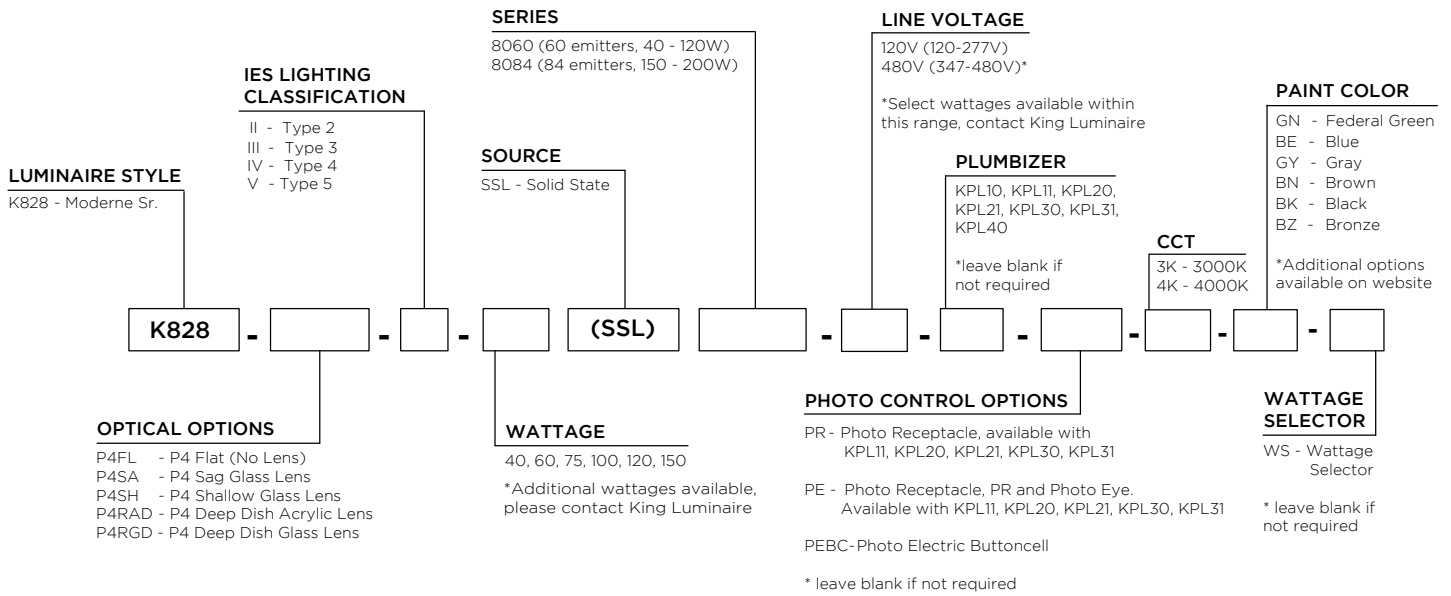 SERIES
8060 (60 emitters, 40 - 120W)
8084 (84 emitters, 150 - 200W)
LINE VOLTAGE
120V (120-277V)
480V (347-480V)*
*Select wattages available within
this range, contact King Luminaire
IES LIGHTING
CLASSIFICATION
II - Type 2
III - Type 3
IV - Type 4
V - Type 5
PAINT COLOR
GN - Federal Green
BE - Blue
GY - Gray
BN - Brown
BK - Black
BZ - Bronze
*Additional options
available on website
SOURCE
SSL - Solid State
PLUMBIZER
KPL10, KPL11, KPL20,
KPL21, KPL30, KPL31,
KPL40
*leave blank if
not required
LUMINAIRE STYLE
K828 - Moderne Sr.
CCT
3K - 3000K
4K - 4000K
K828 - - - (SSL) - - - - - -
OPTICAL OPTIONS
P4FL - P4 Flat (No Lens)
P4SA - P4 Sag Glass Lens
P4SH - P4 Shallow Glass Lens
P4RAD - P4 Deep Dish Acrylic Lens
P4RGD - P4 Deep Dish Glass Lens
WATTAGE
40, 60, 75, 100, 120, 150
*Additional wattages available,
please contact King Luminaire
PHOTO CONTROL OPTIONS
PR - Photo Receptacle, available with
KPL11, KPL20, KPL21, KPL30, KPL31
PE - Photo Receptacle, PR and Photo Eye.
Available with KPL11, KPL20, KPL21, KPL30, KPL31
PEBC-Photo Electric Buttoncell
* leave blank if not required
WATTAGE
SELECTOR
WS - Wattage
Selector
* leave blank if
not required